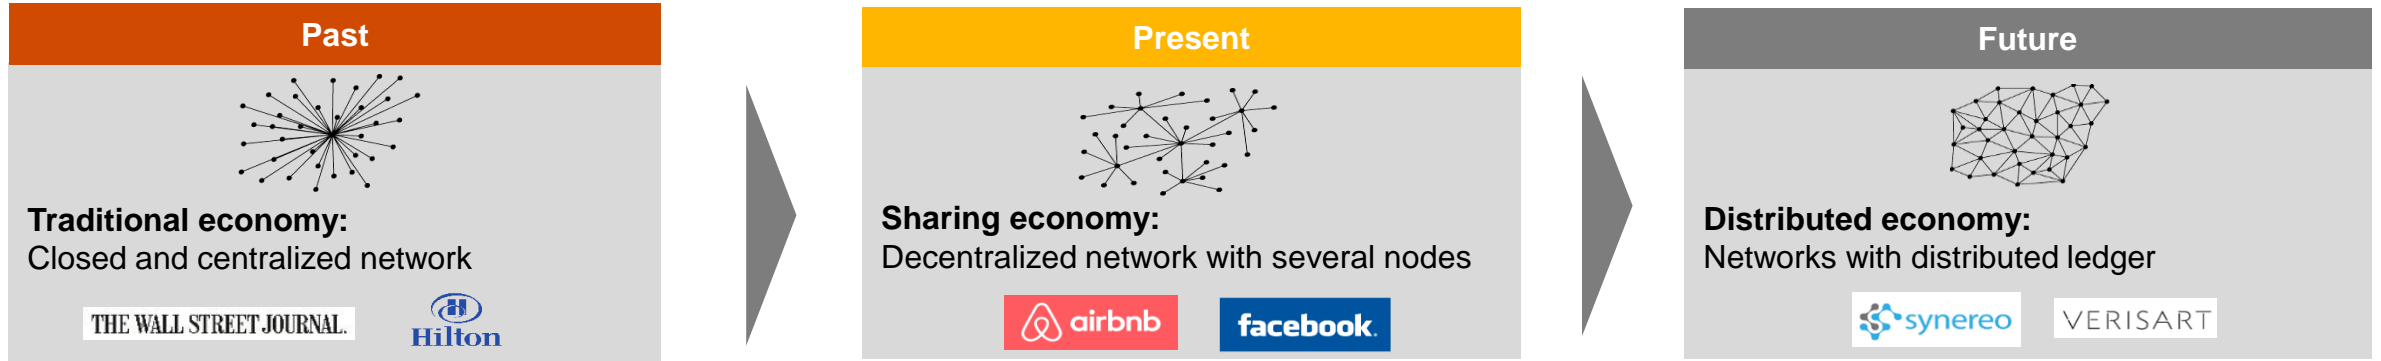 Past
Traditional economy:
Closed and centralized network
THE WALL STREET JOURNAL.
H
Hilton
Present
Sharing economy:
Decentralized network with several nodes
airbnb
facebook.
Future
Distributed economy:
Networks with distributed ledger
synereo
VERISART